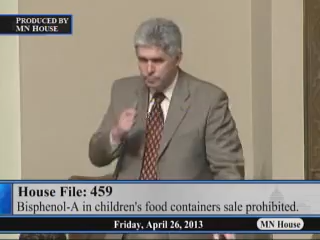 PRODUCED BY
MN HOUSE
House File: 459
Bisphenol-A in children's food containers sale prohibited.
Friday, April 26, 2013
MN House